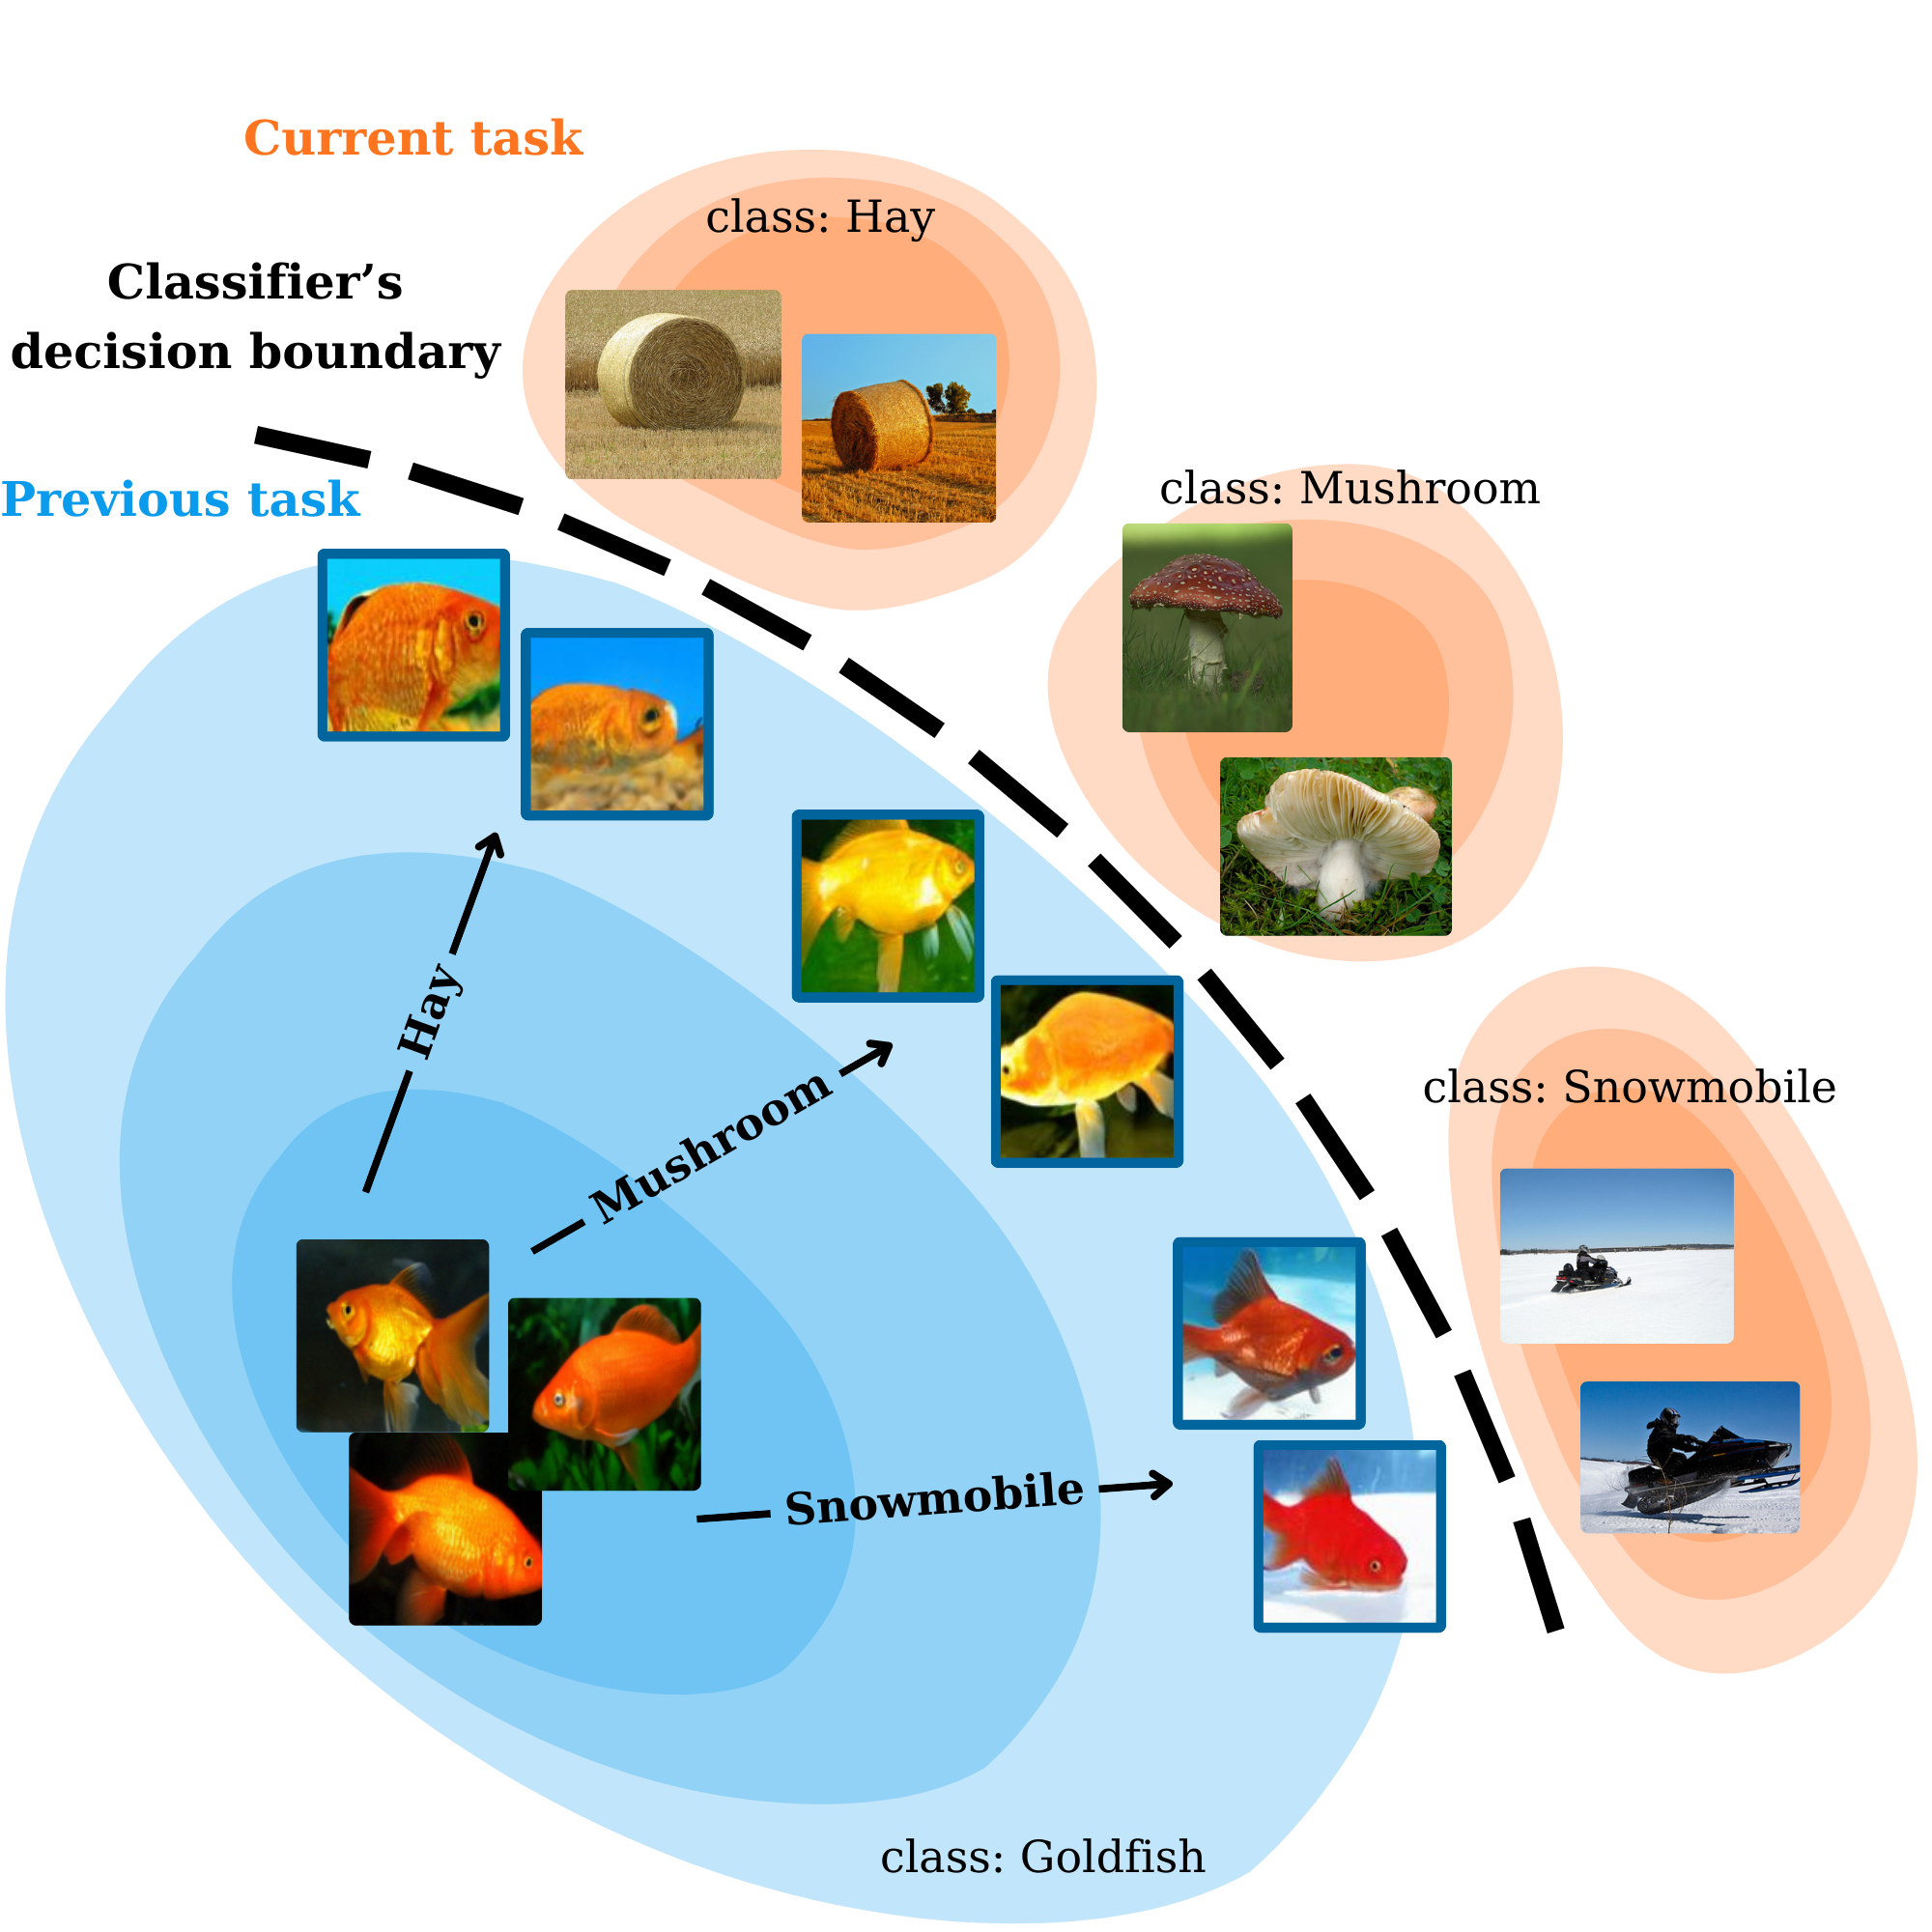 Current task
class: Hay
Classifier’s
decision boundary
class: Mushroom
Previous task
Hay
Mushroom
class: Snowmobile
Snowmobile
class: Goldfish